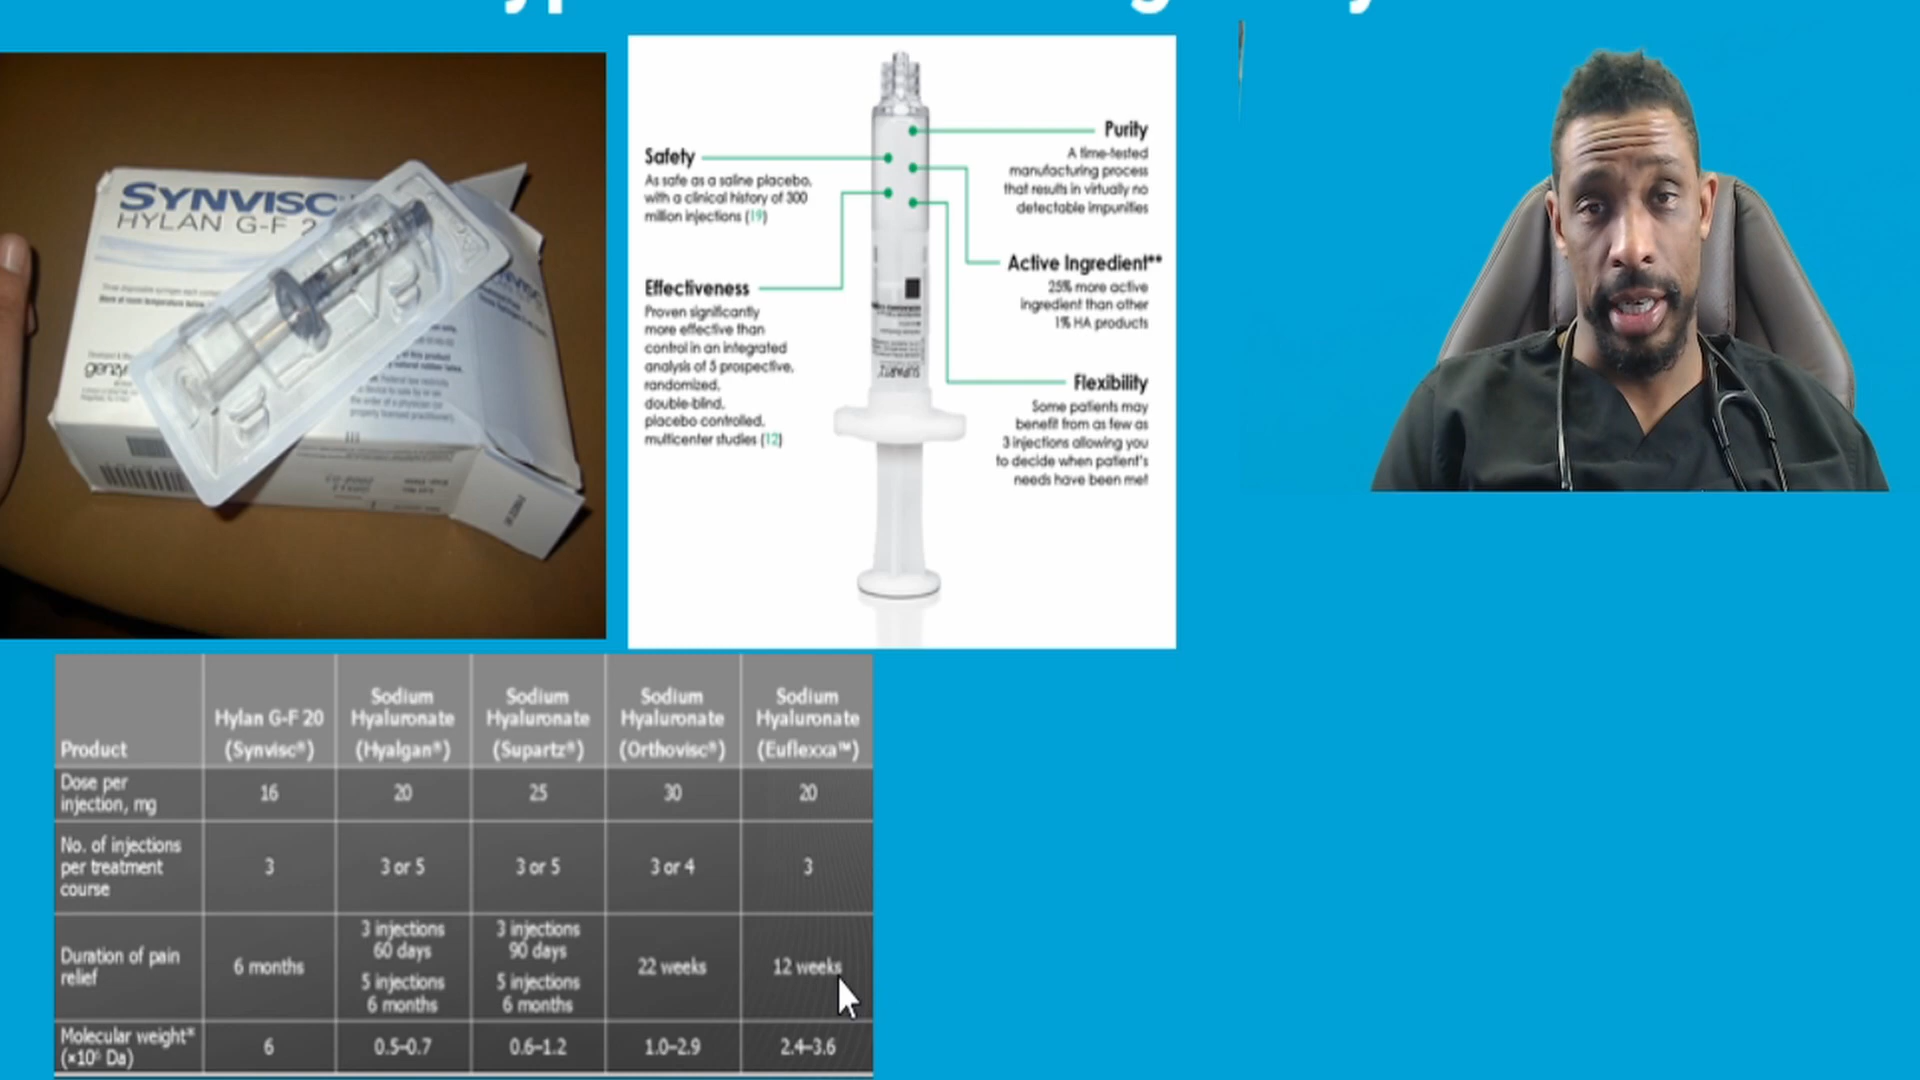 SYNVISC
HYLAN G-F 2
genzy
Safety
As safe as a saline placebo,
with a clinical history of 300
million injections (19)
Effectiveness
Proven significantly
more effective than
control in an integrated
analysis of 5 prospective,
randomized,
double-blind,
placebo controlled,
multicenter studies (12)
Purity
A time-tested
manufacturing process
that results in virtually no
detectable impurities
Active Ingredient**
25% more active
ingredient than other
1% HA products
Flexibility
Some patients may
benefit from as few as
3 injections allowing you
to decide when patient's
needs have been met
SUPARTZ
Product
Hylan G-F 20
(Synvisc®)
Sodium
Hyaluronate
(Hyalgan®)
Sodium
Hyaluronate
(Supartz®)
Sodium
Hyaluronate
(Orthovisc®)
Sodium
Hyaluronate
(Euflexxa™)
Dose per
injection, mg
16
20
25
30
20
No. of injections
per treatment
course
3
3 or 5
3 or 5
3 or 4
3
Duration of pain
relief
6 months
3 injections
60 days
5 injections
6 months
3 injections
90 days
5 injections
6 months
22 weeks
12 weeks
Molecular weight*
(×10⁶ Da)
6
0.5–0.7
0.6–1.2
1.0–2.9
2.4–3.6